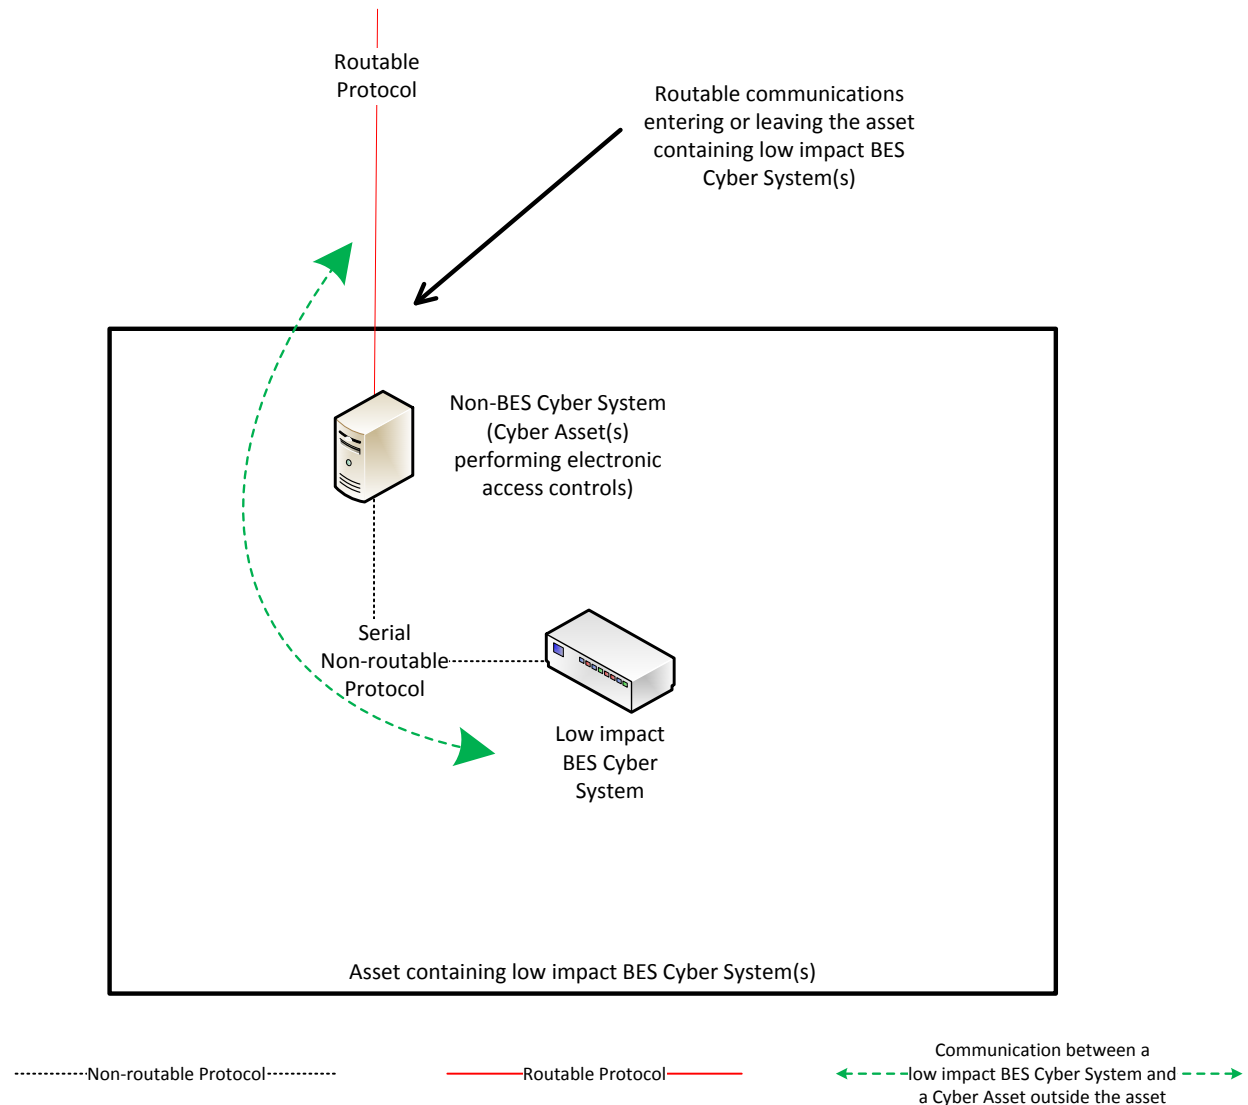 Routable
Protocol
Routable communications
entering or leaving the asset
containing low impact BES
Cyber System(s)
Non-BES Cyber System
(Cyber Asset(s)
performing electronic
access controls)
Serial
Non-routable
Protocol
Low impact
BES Cyber
System
Asset containing low impact BES Cyber System(s)
Non-routable Protocol
Routable Protocol
Communication between a
low impact BES Cyber System and
a Cyber Asset outside the asset